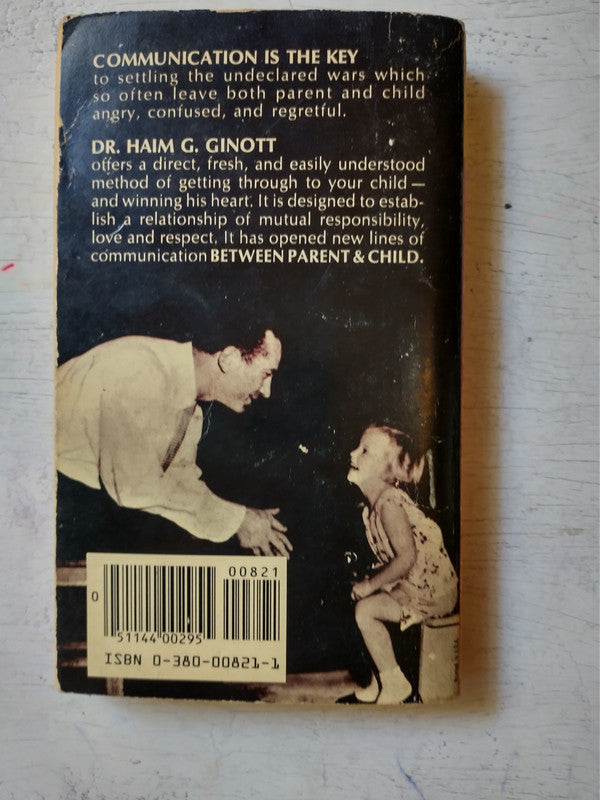 COMMUNICATION IS THE KEY
to settling the undeclared wars which
so often leave both parent and child
angry, confused, and regretful.
DR. HAIM G. GINOTT
offers a direct, fresh, and easily understood
method of getting through to your child—
and winning his heart. It is designed to estab-
lish a relationship of mutual responsibility,
love and respect. It has opened new lines of
communication BETWEEN PARENT & CHILD.
00821
0
51144 00295
ISBN 0-380-00821-1